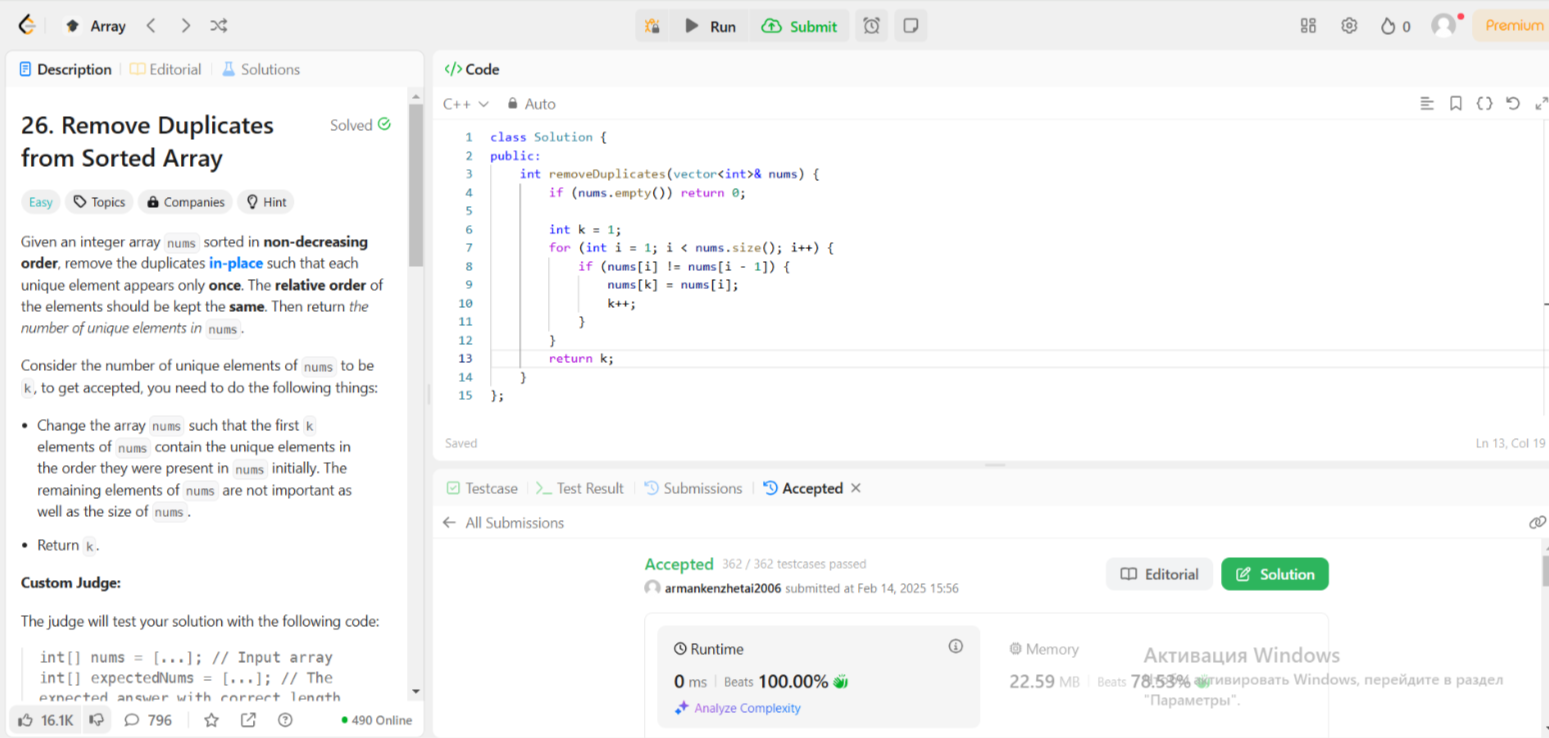 Array
Run
Submit
0
Premium
Description
Editorial
Solutions
26. Remove Duplicates
from Sorted Array
Solved
Easy
Topics
Companies
Hint
Given an integer array nums sorted in non-decreasing
order, remove the duplicates in-place such that each
unique element appears only once. The relative order of
the elements should be kept the same. Then return the
number of unique elements in nums.
Consider the number of unique elements of nums to be
k, to get accepted, you need to do the following things:
• Change the array nums such that the first k
elements of nums contain the unique elements in
the order they were present in nums initially. The
remaining elements of nums are not important as
well as the size of nums.
• Return k.
Custom Judge:
The judge will test your solution with the following code:
int[] nums = [...]; // Input array
int[] expectedNums = [...]; // The
expected answer with correct length
16.1K
796
490 Online
</> Code
C++
Auto
1 class Solution {
2 public:
3     int removeDuplicates(vector<int>& nums) {
4         if (nums.empty()) return 0;
5
6         int k = 1;
7         for (int i = 1; i < nums.size(); i++) {
8             if (nums[i] != nums[i - 1]) {
9                 nums[k] = nums[i];
10                 k++;
11             }
12         }
13         return k;
14     }
15 };
Saved
Ln 13, Col 19
Testcase
>_ Test Result
Submissions
Accepted
All Submissions
Accepted 362 / 362 testcases passed
armankenzhetai2006 submitted at Feb 14, 2025 15:56
Editorial
Solution
Runtime
0 ms | Beats 100.00%
Analyze Complexity
Memory
22.59 MB | Beats 78.53%
Активация Windows
Чтобы активировать Windows, перейдите в раздел
"Параметры".